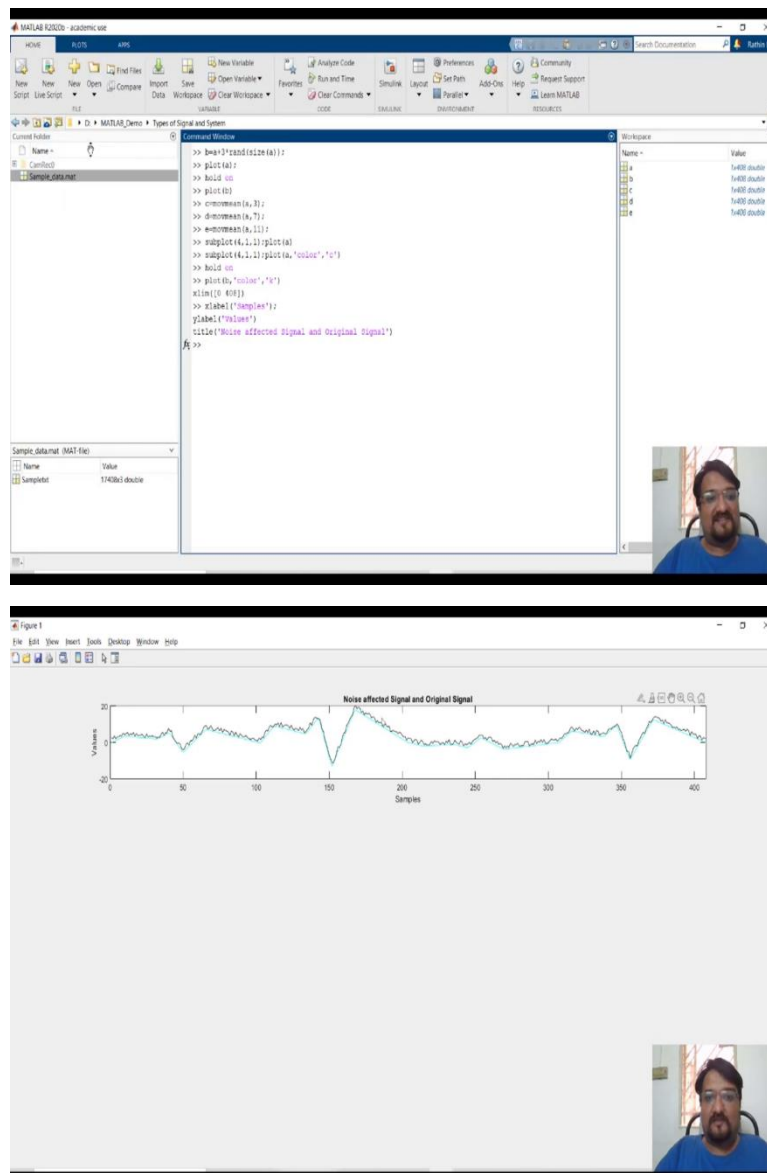 MATLAB R2020b - academic use
HOME PLOTS APPS Search Documentation Rathin
New Script New Live Script New Open Find Files Compare Import Data Save Workspace New Variable Open Variable Clear Workspace Favorites Analyze Code Run and Time Clear Commands Simulink Layout Preferences Set Path Parallel Add-Ons Help Community Request Support Learn MATLAB
FILE VARIABLE CODE SIMULINK ENVIRONMENT RESOURCES
D: MATLAB_Demo Types of Signal and System
Current Folder
Name
CamRec0
Sample_data.mat
Sample_data.mat (MAT-file)
Name Value
Sampletxt 17408x3 double
Command Window
>> b=a+3*rand(size(a));
>> plot(a);
>> hold on
>> plot(b)
>> c=movmean(a,3);
>> d=movmean(a,7);
>> e=movmean(a,11);
>> subplot(4,1,1);plot(a)
>> subplot(4,1,1);plot(a,'color','c')
>> hold on
>> plot(b,'color','k')
xlim([0 408])
>> xlabel('Samples');
ylabel('Values')
title('Noise affected Signal and Original Signal')
fx >>
Workspace
Name Value
a 1x408 double
b 1x408 double
c 1x408 double
d 1x408 double
e 1x408 double
Figure 1
File Edit View Insert Tools Desktop Window Help
Noise affected Signal and Original Signal
Values
20
0
-20
0 50 100 150 200 250 300 350 400
Samples